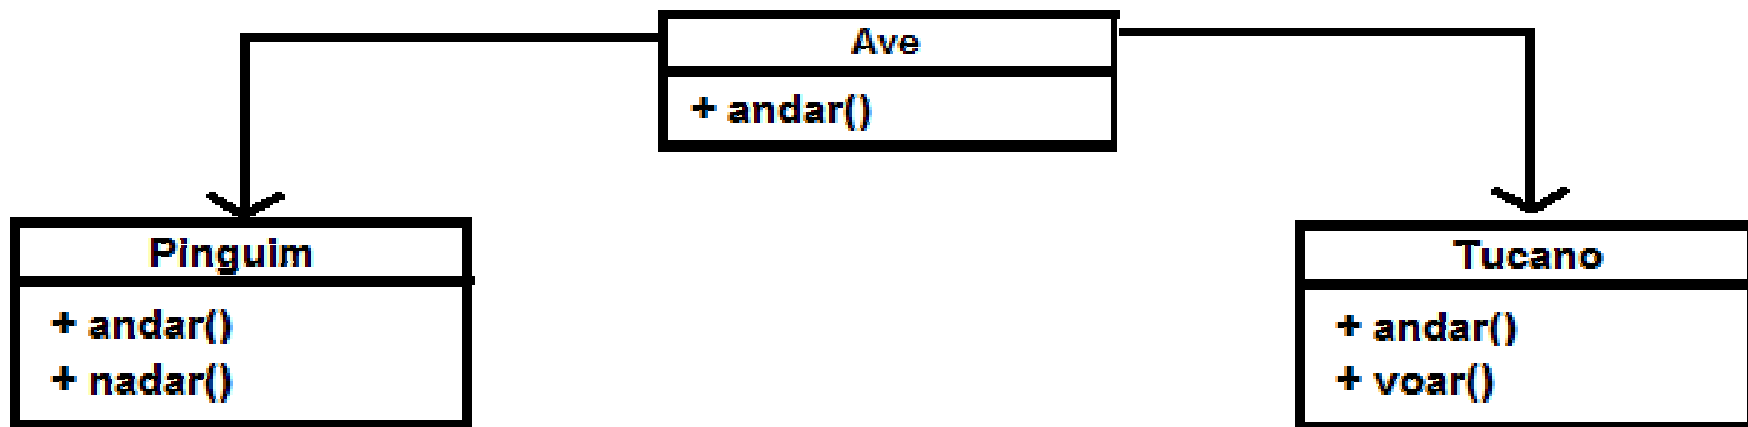 Ave
+ andar()
Pinguim
+ andar()
+ nadar()
Tucano
+ andar()
+ voar()